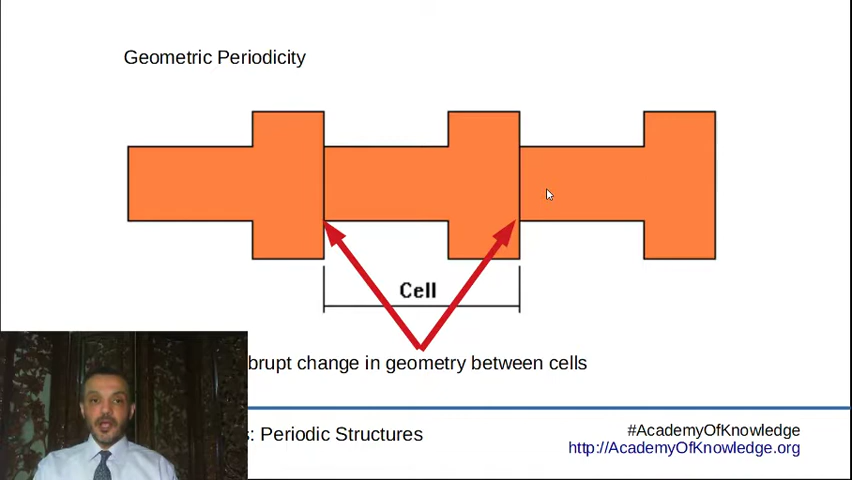 Geometric Periodicity
Cell
brupt change in geometry between cells
s: Periodic Structures
#AcademyOfKnowledge
http://AcademyOfKnowledge.org